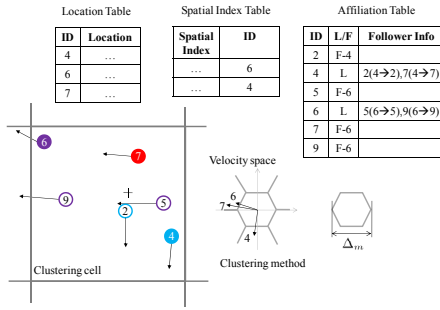 Location Table
Spatial Index Table
Affiliation Table
ID Location
4 …
6 …
7 …
Spatial Index ID
… 6
… 4
ID L/F Follower Info
2 F-4
4 L 2(4→2),7(4→7)
5 F-6
6 L 5(6→5),9(6→9)
7 F-6
9 F-6
6
7
9
5
2
4
Clustering cell
Velocity space
6
7
4
Clustering method
Δm